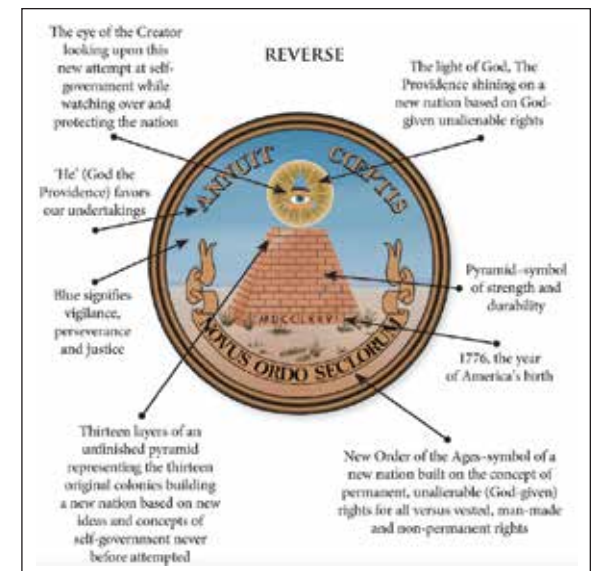 The eye of the Creator
looking upon this
new attempt at self-
government while
watching over and
protecting the nation
REVERSE
The light of God, The
Providence shining on a
new nation based on God-
given unalienable rights
ANNUIT CŒPTIS
'He' (God the
Providence) favors
our undertakings
Blue signifies
vigilance,
perseverance
and justice
Pyramid–symbol
of strength and
durability
MDCCLXXVI
NOVUS ORDO SECLORUM
1776, the year
of America's birth
Thirteen layers of an
unfinished pyramid
representing the thirteen
original colonies building
a new nation based on new
ideas and concepts of
self-government never
before attempted
New Order of the Ages–symbol of a
new nation built on the concept of
permanent, unalienable (God-given)
rights for all versus vested, man-made
and non-permanent rights